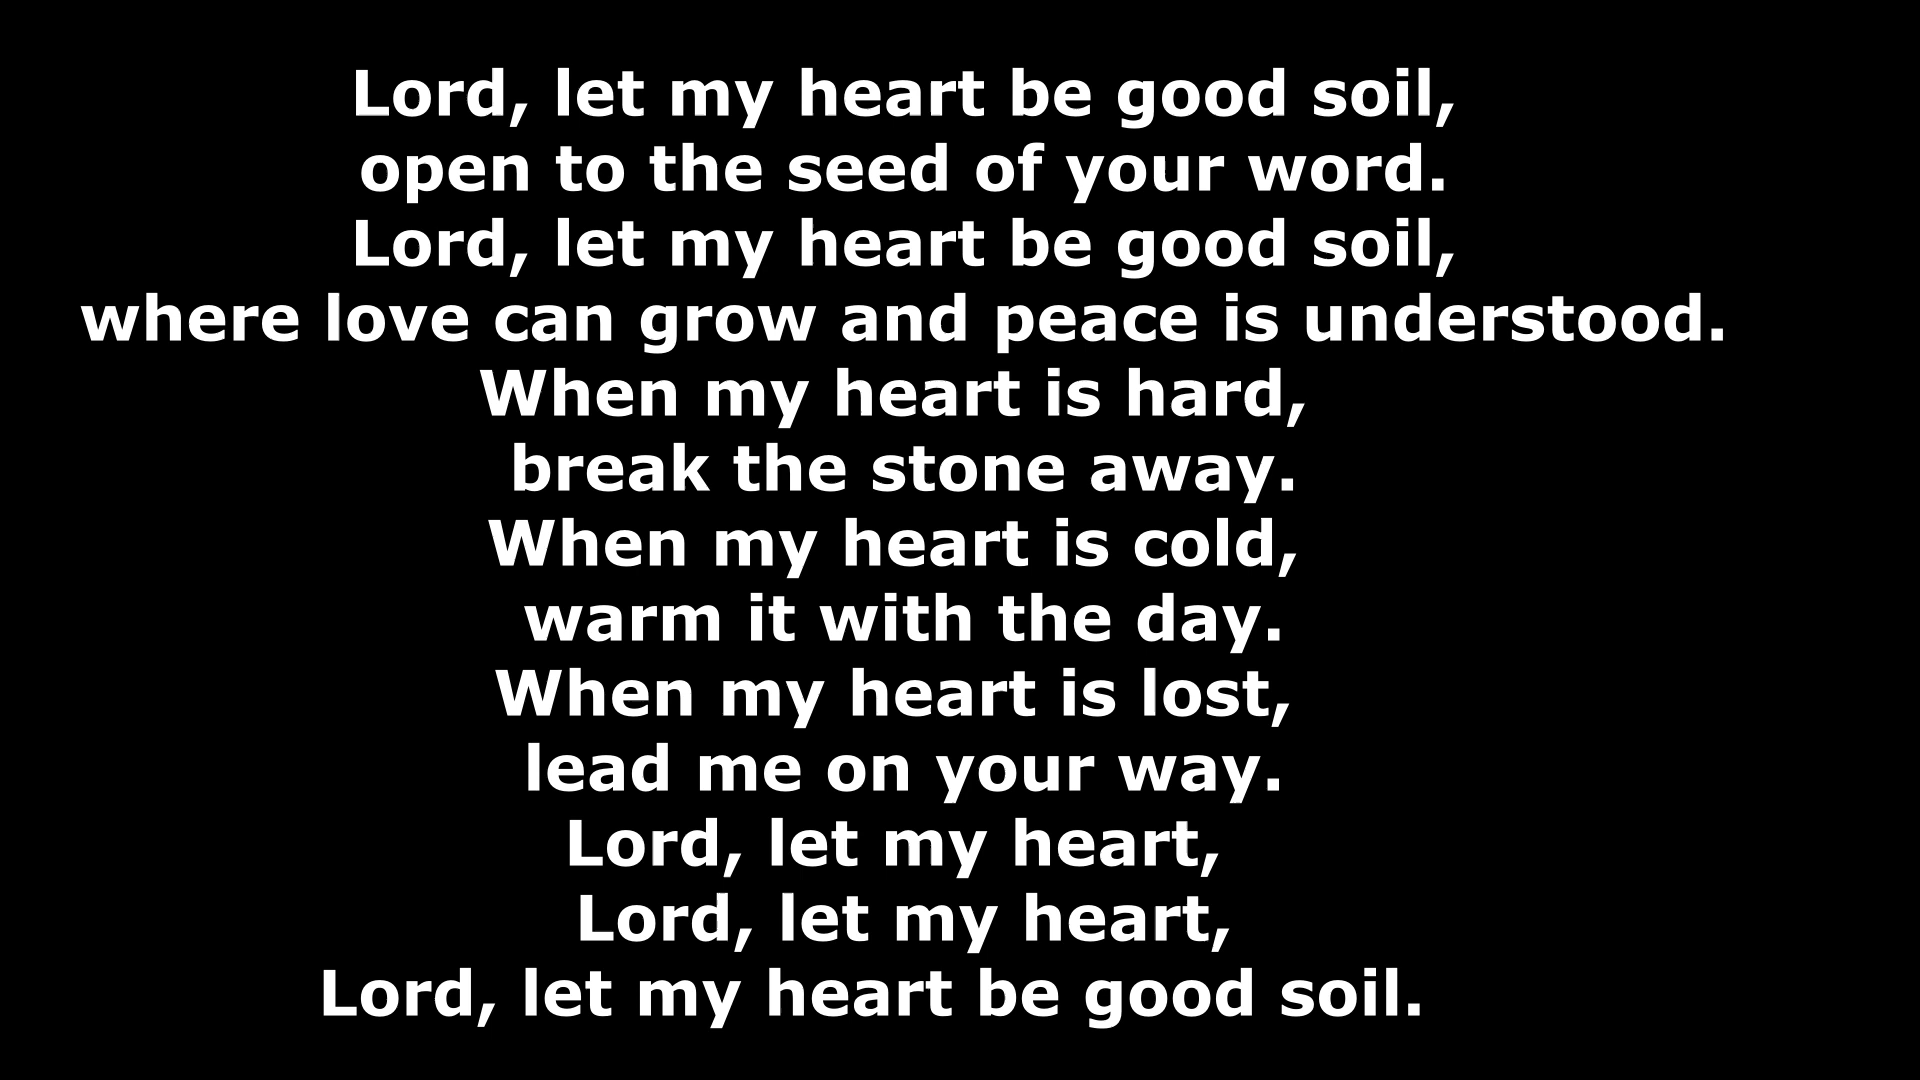 Lord, let my heart be good soil,
open to the seed of your word.
Lord, let my heart be good soil,
where love can grow and peace is understood.
When my heart is hard,
break the stone away.
When my heart is cold,
warm it with the day.
When my heart is lost,
lead me on your way.
Lord, let my heart,
Lord, let my heart,
Lord, let my heart be good soil.